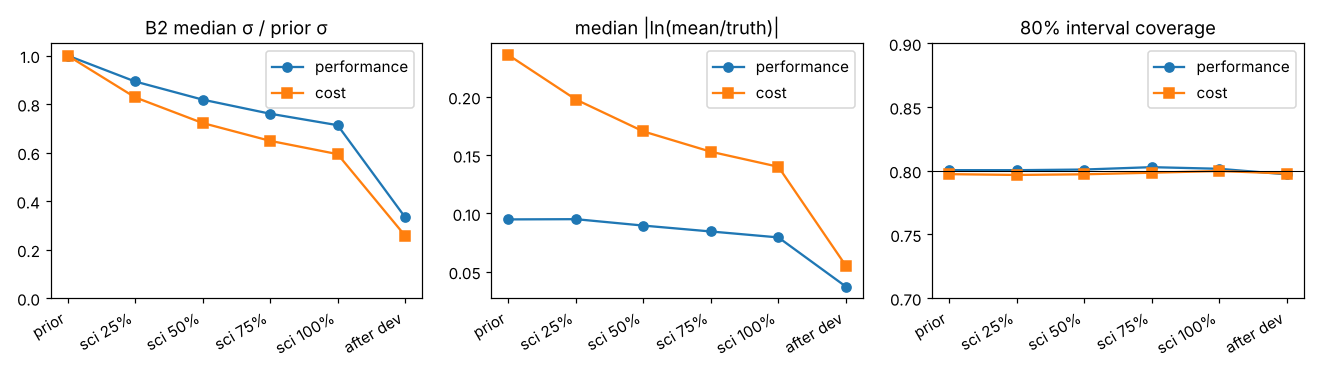 B2 median σ / prior σ
1.0
0.8
0.6
0.4
0.2
0.0
performance
cost
prior
sci 25%
sci 50%
sci 75%
sci 100%
after dev
median |ln(mean/truth)|
0.20
0.15
0.10
0.05
performance
cost
prior
sci 25%
sci 50%
sci 75%
sci 100%
after dev
80% interval coverage
0.90
0.85
0.80
0.75
0.70
performance
cost
prior
sci 25%
sci 50%
sci 75%
sci 100%
after dev